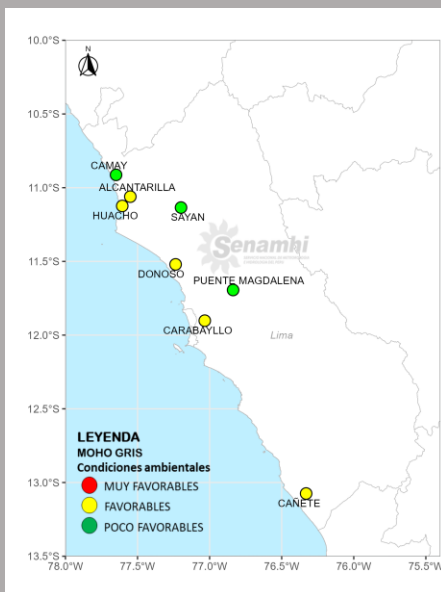 10.0°S
N
10.5°S
CAMAY
11.0°S
ALCANTARILLA
HUACHO
SAYAN
Senamhi
11.5°S
DONOSO
PUENTE MAGDALENA
12.0°S
CARABAYLLO
Lima
12.5°S
LEYENDA
MOHO GRIS
Condiciones ambientales
MUY FAVORABLES
FAVORABLES
POCO FAVORABLES
13.0°S
CAÑETE
13.5°S
78.0°W 77.5°W 77.0°W 76.5°W 76.0°W 75.5°W